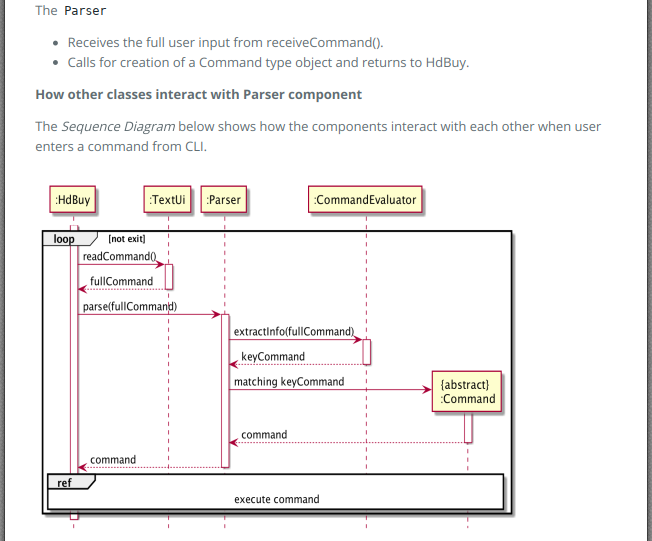 The Parser
Receives the full user input from receiveCommand().
Calls for creation of a Command type object and returns to HdBuy.
How other classes interact with Parser component
The Sequence Diagram below shows how the components interact with each other when user
enters a command from CLI.
:HdBuy :TextUi :Parser :CommandEvaluator
loop [not exit]
readCommand()
fullCommand
parse(fullCommand)
extractInfo(fullCommand)
keyCommand
matching keyCommand
{abstract}
:Command
command
command
ref
execute command